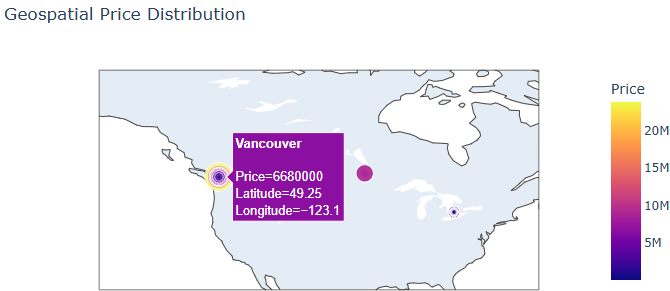 Geospatial Price Distribution
Vancouver
Price=6680000
Latitude=49.25
Longitude=−123.1
Price
20M
15M
10M
5M